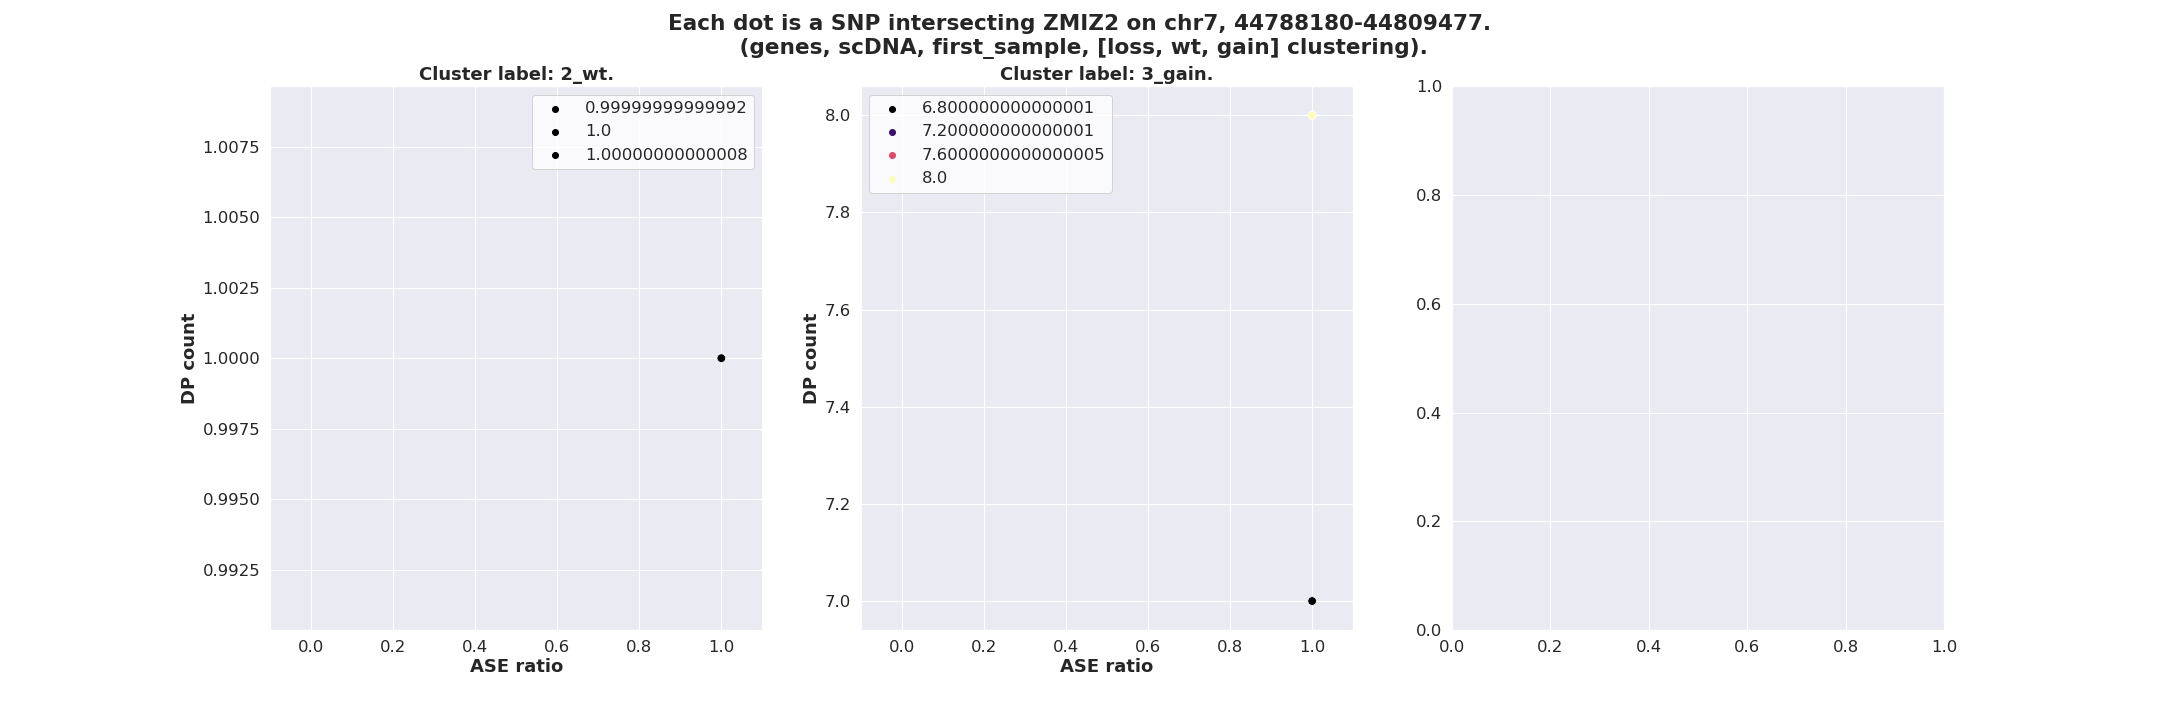 Each dot is a SNP intersecting ZMIZ2 on chr7, 44788180-44809477.
(genes, scDNA, first_sample, [loss, wt, gain] clustering).
Cluster label: 2_wt.
0.99999999999992
1.0
1.00000000000008
1.0075
1.0050
1.0025
1.0000
0.9975
0.9950
0.9925
DP count
0.0 0.2 0.4 0.6 0.8 1.0
ASE ratio
Cluster label: 3_gain.
6.800000000000001
7.200000000000001
7.6000000000000005
8.0
8.0
7.8
7.6
7.4
7.2
7.0
DP count
0.0 0.2 0.4 0.6 0.8 1.0
ASE ratio
1.0
0.8
0.6
0.4
0.2
0.0
0.0 0.2 0.4 0.6 0.8 1.0